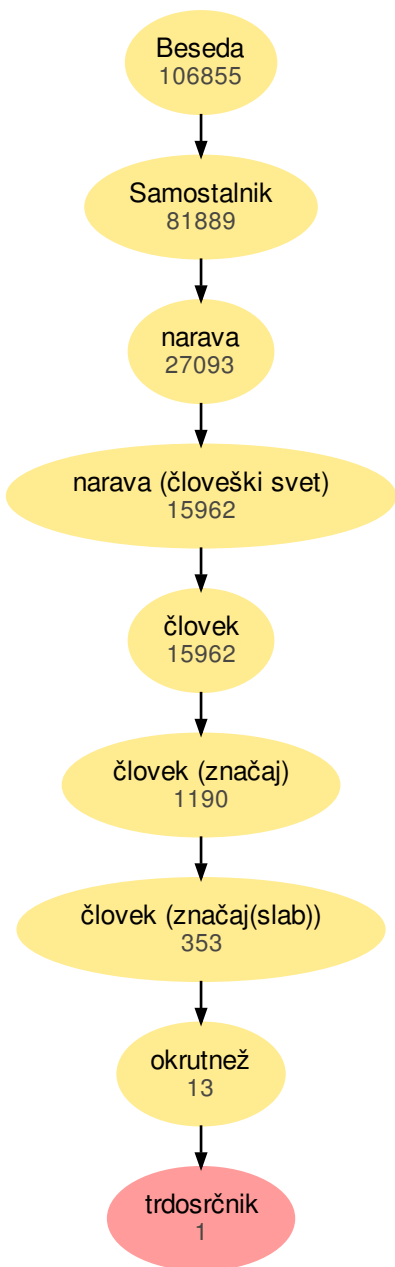 Beseda
106855
Samostalnik
81889
narava
27093
narava (človeški svet)
15962
človek
15962
človek (značaj)
1190
človek (značaj(slab))
353
okrutnež
13
trdosrčnik
1